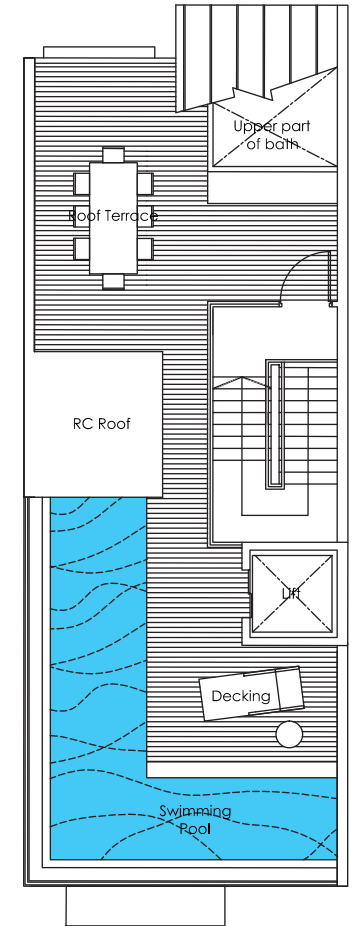 Upper part
of bath
Roof Terrace
RC Roof
Lift
Decking
Swimming
Pool